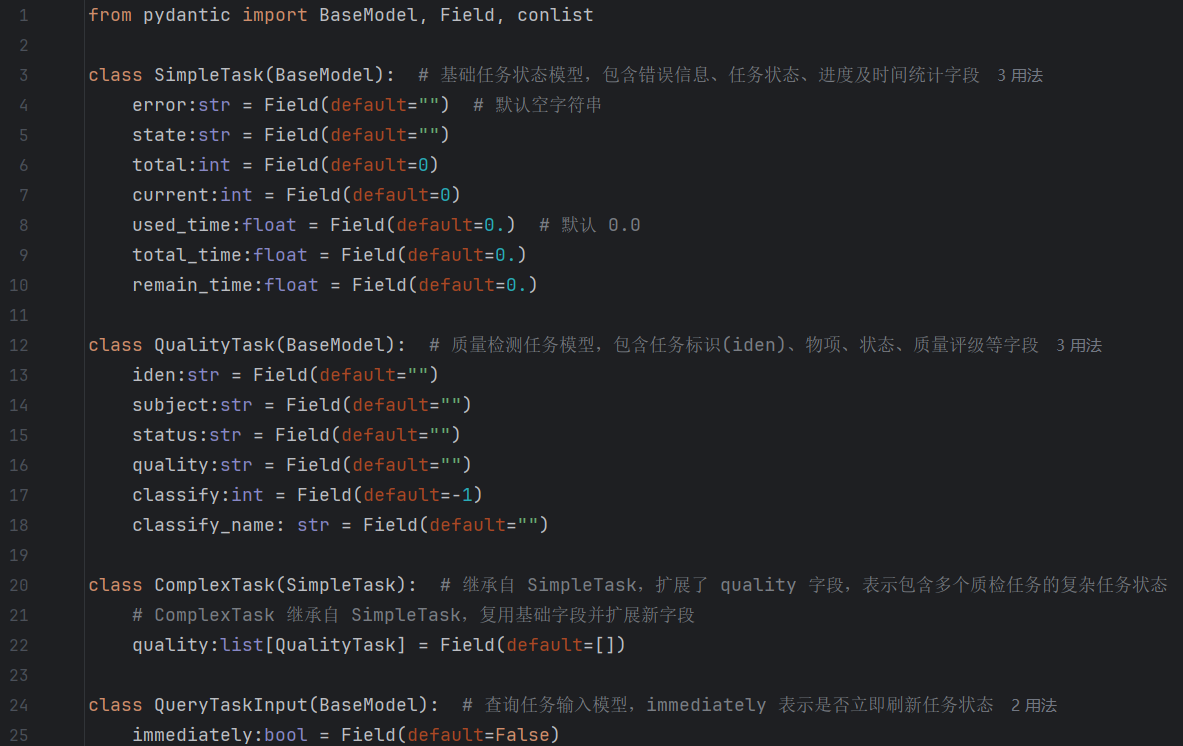 1 from pydantic import BaseModel, Field, conlist
2
3 class SimpleTask(BaseModel):  # 基础任务状态模型，包含错误信息、任务状态、进度及时间统计字段  3 用法
4     error:str = Field(default="")  # 默认空字符串
5     state:str = Field(default="")
6     total:int = Field(default=0)
7     current:int = Field(default=0)
8     used_time:float = Field(default=0.)  # 默认 0.0
9     total_time:float = Field(default=0.)
10     remain_time:float = Field(default=0.)
11
12 class QualityTask(BaseModel):  # 质量检测任务模型，包含任务标识(iden)、物项、状态、质量评级等字段  3 用法
13     iden:str = Field(default="")
14     subject:str = Field(default="")
15     status:str = Field(default="")
16     quality:str = Field(default="")
17     classify:int = Field(default=-1)
18     classify_name: str = Field(default="")
19
20 class ComplexTask(SimpleTask):  # 继承自 SimpleTask，扩展了 quality 字段，表示包含多个质检任务的复杂任务状态
21     # ComplexTask 继承自 SimpleTask，复用基础字段并扩展新字段
22     quality:list[QualityTask] = Field(default=[])
23
24 class QueryTaskInput(BaseModel):  # 查询任务输入模型，immediately 表示是否立即刷新任务状态  2 用法
25     immediately:bool = Field(default=False)